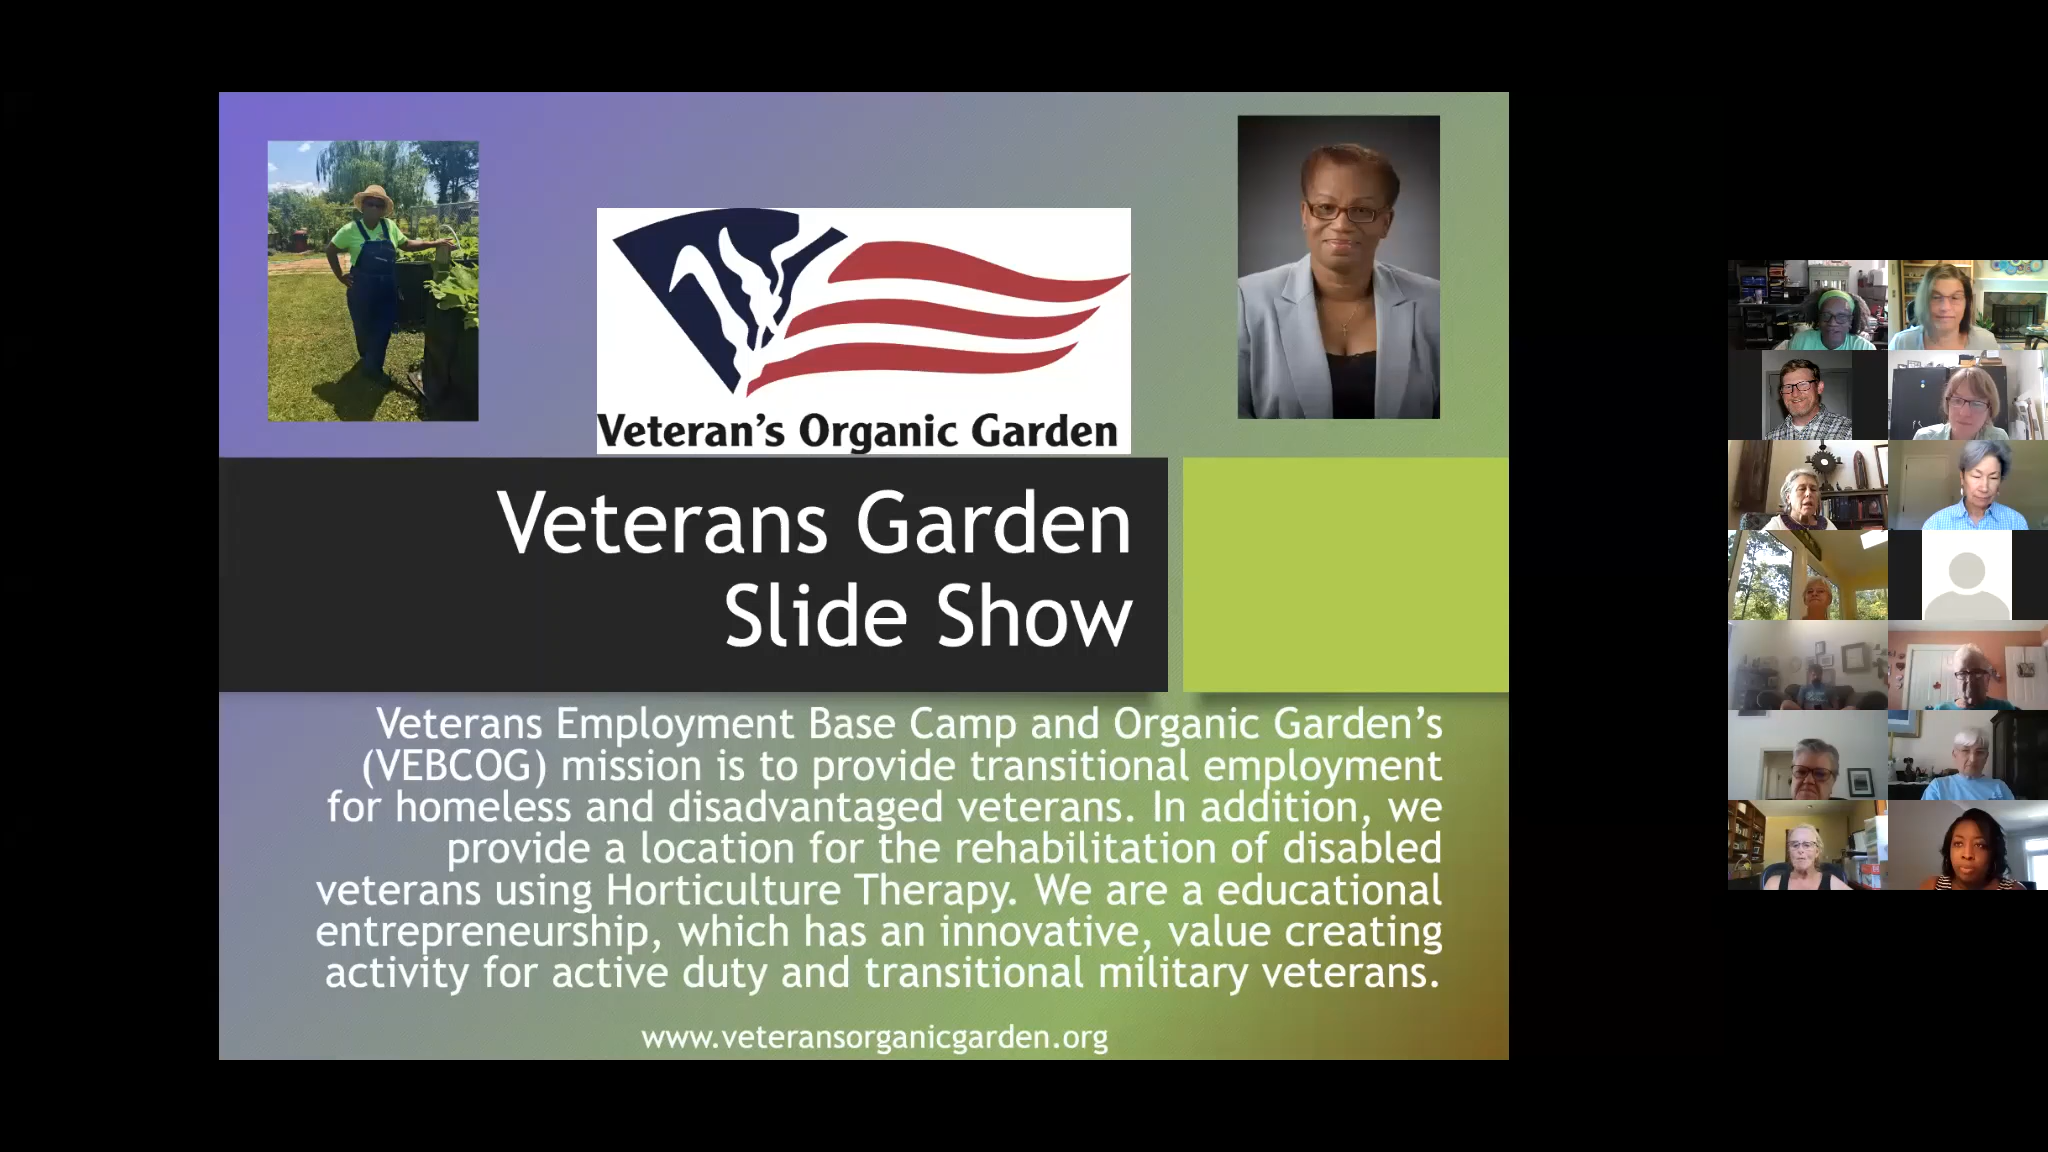 Veteran's Organic Garden
Veterans Garden
Slide Show
Veterans Employment Base Camp and Organic Garden's
(VEBCOG) mission is to provide transitional employment
for homeless and disadvantaged veterans. In addition, we
provide a location for the rehabilitation of disabled
veterans using Horticulture Therapy. We are a educational
entrepreneurship, which has an innovative, value creating
activity for active duty and transitional military veterans.
www.veteransorganicgarden.org